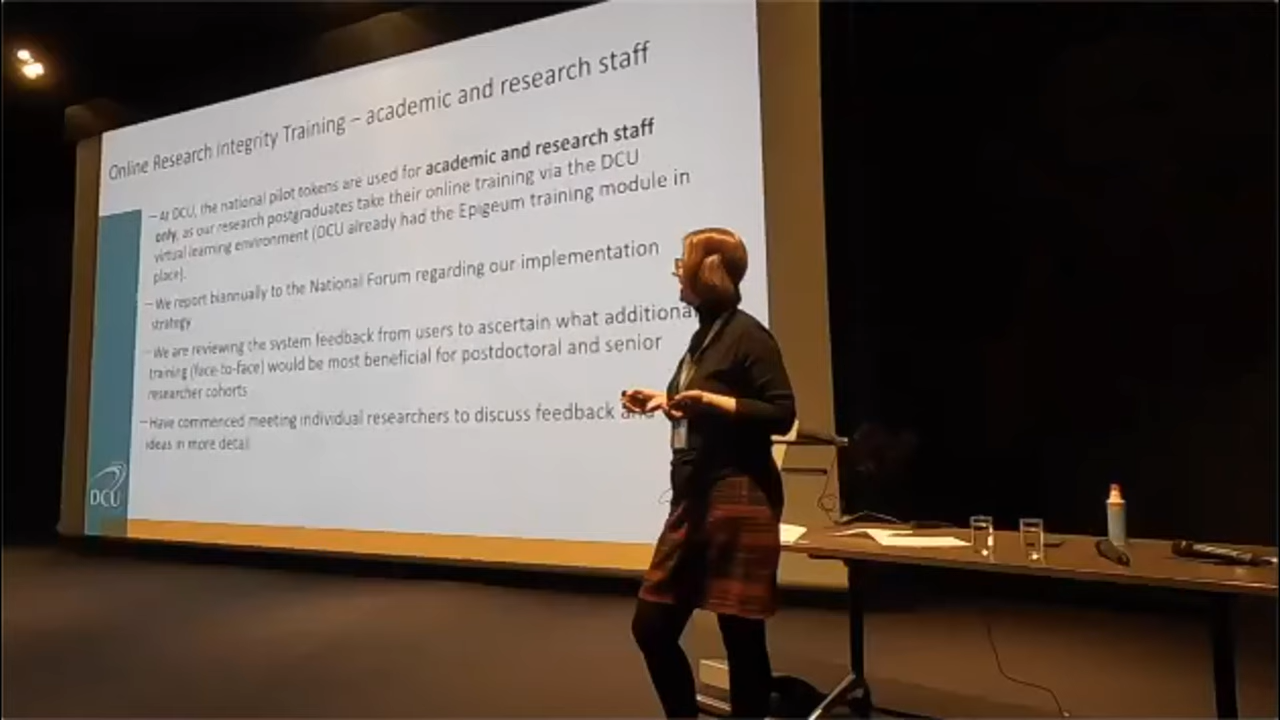 Online Research Integrity Training – academic and research staff
– At DCU, the national pilot tokens are used for academic and research staff
only, as our research postgraduates take their online training via the DCU
virtual learning environment (DCU already had the Epigeum training module in
place).
– We report biannually to the National Forum regarding our implementation
strategy
– We are reviewing the system feedback from users to ascertain what additional
training (face-to-face) would be most beneficial for postdoctoral and senior
researcher cohorts
– Have commenced meeting individual researchers to discuss feedback and
ideas in more detail
DCU